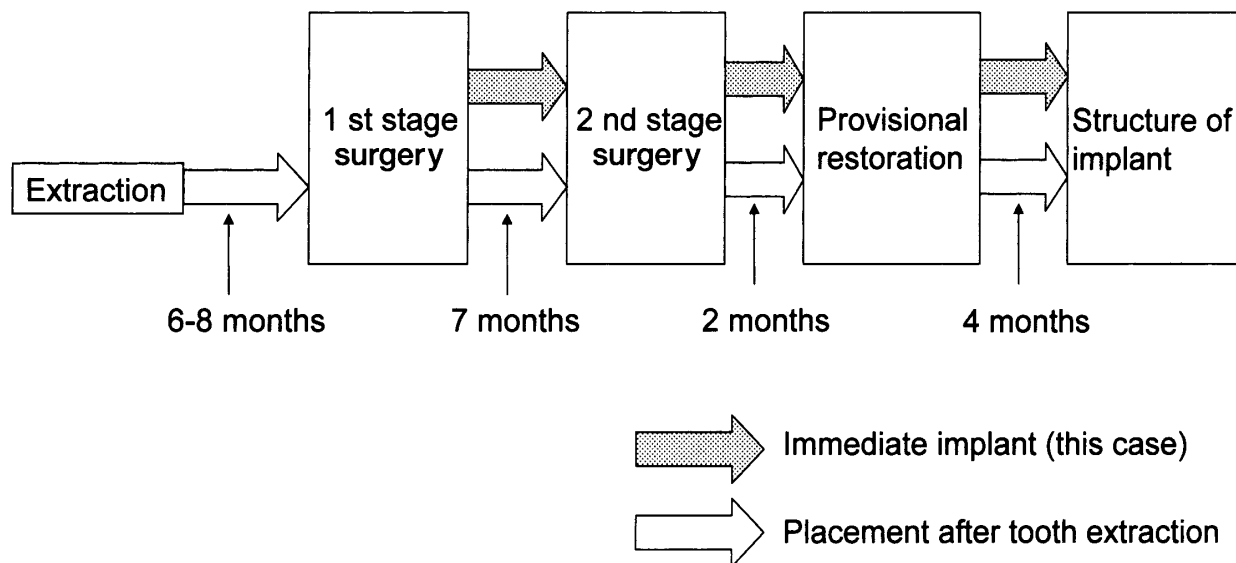 Extraction
1 st stage
surgery
2 nd stage
surgery
Provisional
restoration
Structure of
implant
6-8 months
7 months
2 months
4 months
Immediate implant (this case)
Placement after tooth extraction